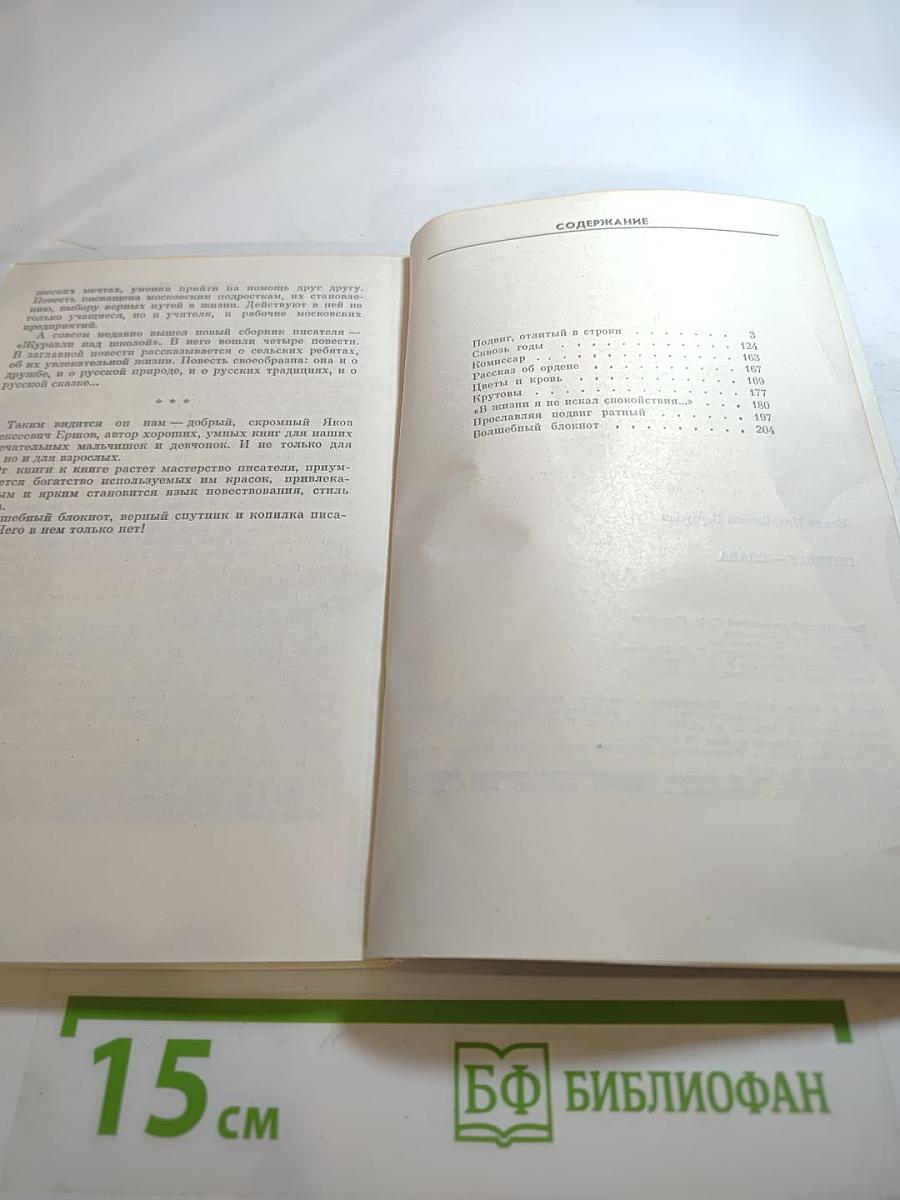 ческих мечтах, умении прийти на помощь друг другу.
Повесть посвящена московским подросткам, их становле-
нию, выбору верных путей в жизни. Действуют в ней не
только учащиеся, но и учителя, и рабочие московских
предприятий.
А совсем недавно вышел новый сборник писателя —
«Журавли над школой». В него вошли четыре повести.
В заглавной повести рассказывается о сельских ребятах,
об их увлекательной жизни. Повесть своеобразна: она и о
дружбе, и о русской природе, и о русских традициях, и о
русской сказке...
* * *
Таким видится он нам — добрый, скромный Яков
ексеевич Ершов, автор хороших, умных книг для наших
ечательных мальчишек и девчонок. И не только для
но и для взрослых.
т книги к книге растет мастерство писателя, приум-
ется богатство используемых им красок, привлека-
ым и ярким становится язык повествования, стиль
а.
шебный блокнот, верный спутник и копилка писа-
Чего в нем только нет!
СОДЕРЖАНИЕ
Подвиг, отлитый в строки . . . . . . . 3
Сквозь годы . . . . . . . . . . 124
Комиссар . . . . . . . . . . . 163
Рассказ об ордене . . . . . . . . 167
Цветы и кровь . . . . . . . . . 169
Крутовы . . . . . . . . . . . 177
«В жизни я не искал спокойствия...» . . . 180
Прославляя подвиг ратный . . . . . . 197
Волшебный блокнот . . . . . . . . 204
15 см
БФ БИБЛИОФАН